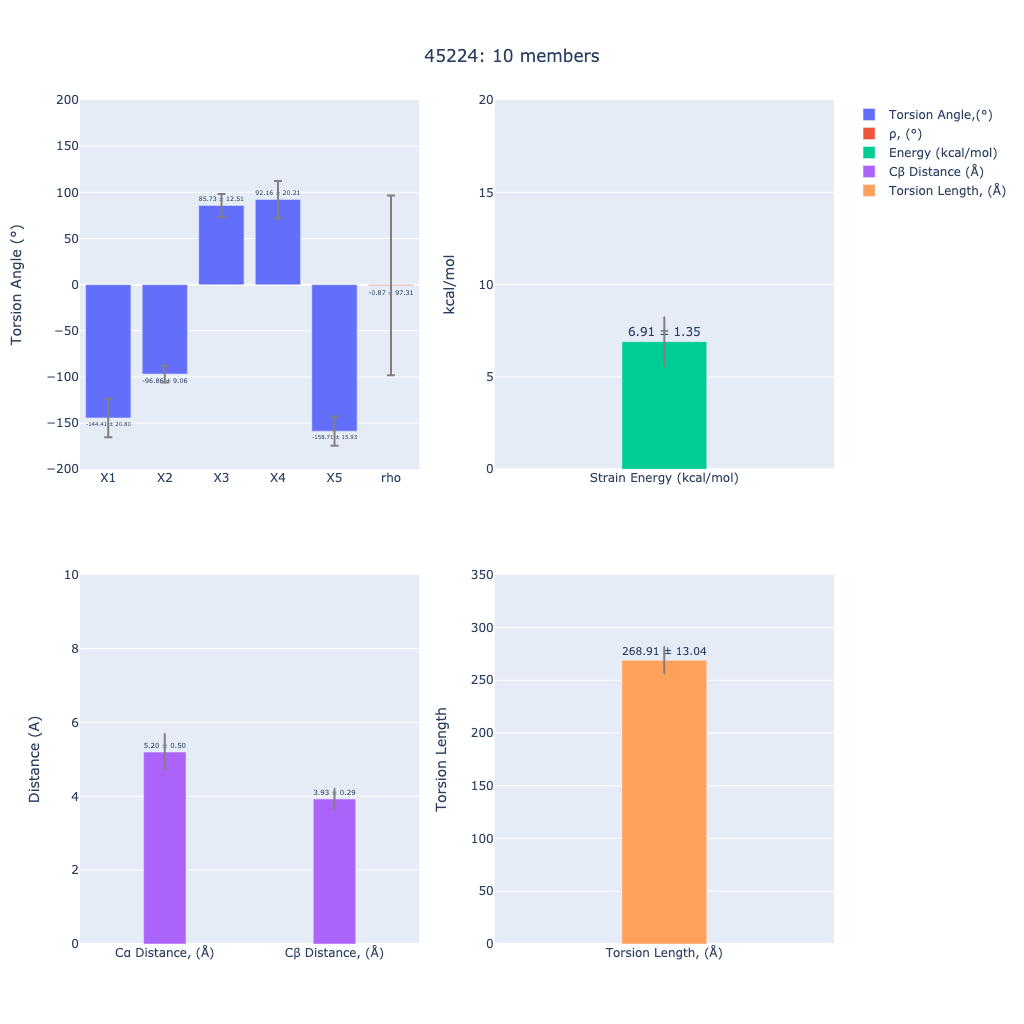 45224: 10 members
Torsion Angle (°)
200
150
100
50
0
−50
−100
−150
−200
85.73 ± 12.51
92.16 ± 20.21
-0.87 ± 97.31
-96.86 ± 9.06
-144.41 ± 20.80
-158.71 ± 15.93
X1 X2 X3 X4 X5 rho
kcal/mol
20
15
10
5
0
6.91 ± 1.35
Strain Energy (kcal/mol)
Torsion Angle,(°)
ρ, (°)
Energy (kcal/mol)
Cβ Distance (Å)
Torsion Length, (Å)
Distance (A)
10
8
6
4
2
0
5.20 ± 0.50
3.93 ± 0.29
Cα Distance, (Å) Cβ Distance, (Å)
Torsion Length
350
300
250
200
150
100
50
0
268.91 ± 13.04
Torsion Length, (Å)